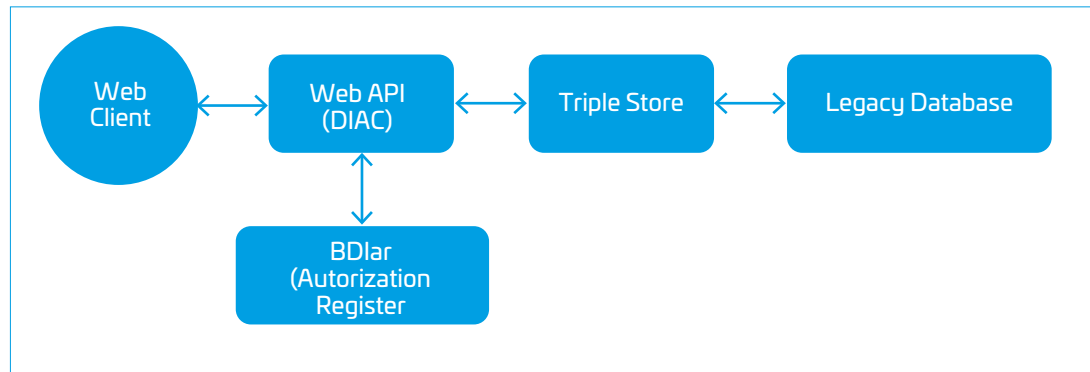 Web
Client
Web API
(DIAC)
Triple Store
Legacy Database
BDIar
(Autorization
Register